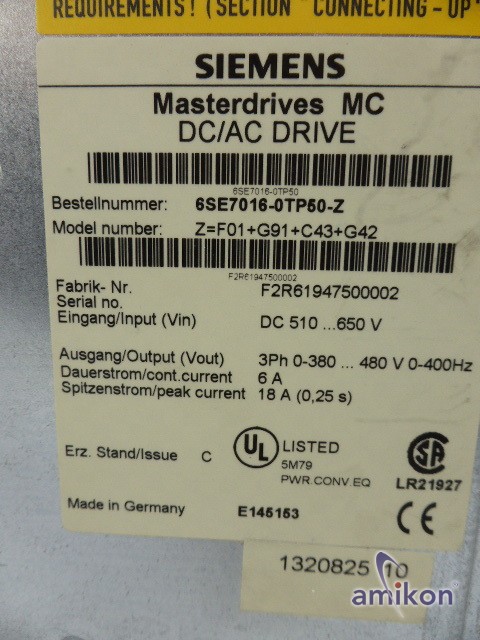 REQUIREMENTS! (SECTION "CONNECTING - UP"
SIEMENS
Masterdrives MC
DC/AC DRIVE
6SE7016-0TP50
Bestellnummer: 6SE7016-0TP50-Z
Model number: Z=F01+G91+C43+G42
F2R61947500002
Fabrik- Nr. F2R61947500002
Serial no.
Eingang/Input (Vin) DC 510 ...650 V
Ausgang/Output (Vout) 3Ph 0-380 ... 480 V 0-400Hz
Dauerstrom/cont.current 6 A
Spitzenstrom/peak current 18 A (0,25 s)
Erz. Stand/Issue C UL LISTED
5M79
PWR.CONV.EQ
SA
LR21927
Made in Germany E145153 CE
1320825 10
amikon